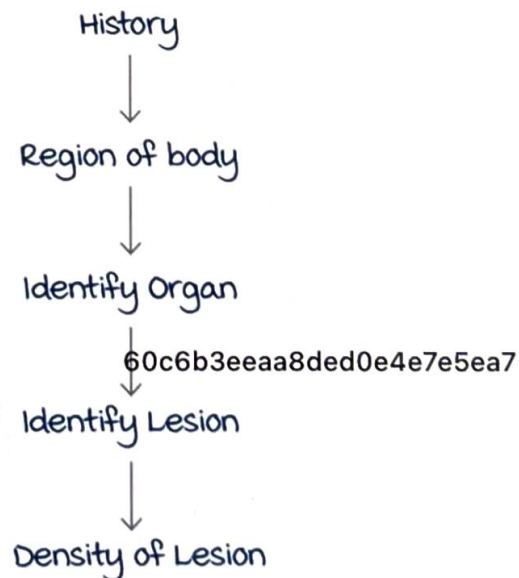 History
Region of body
Identify Organ
60c6b3eeaa8ded0e4e7e5ea7
Identify Lesion
Density of Lesion